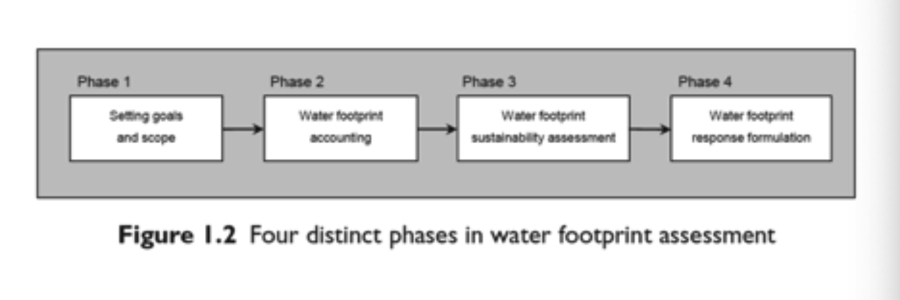 Phase 1
Phase 2
Phase 3
Phase 4
Setting goals
and scope
Water footprint
accounting
Water footprint
sustainability assessment
Water footprint
response formulation
Figure 1.2 Four distinct phases in water footprint assessment